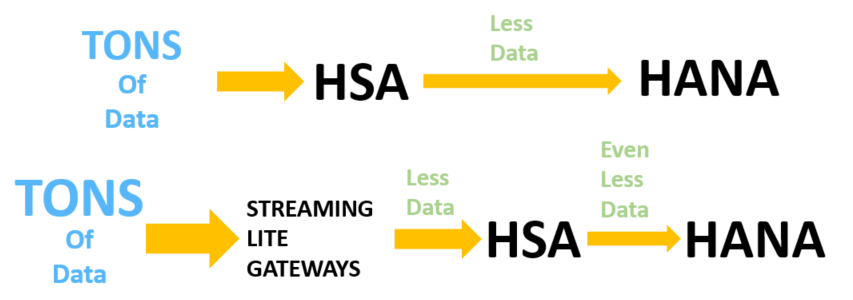 TONS
Of
Data
HSA
Less
Data
HANA
TONS
Of
Data
STREAMING
LITE
GATEWAYS
Less
Data
HSA
Even
Less
Data
HANA